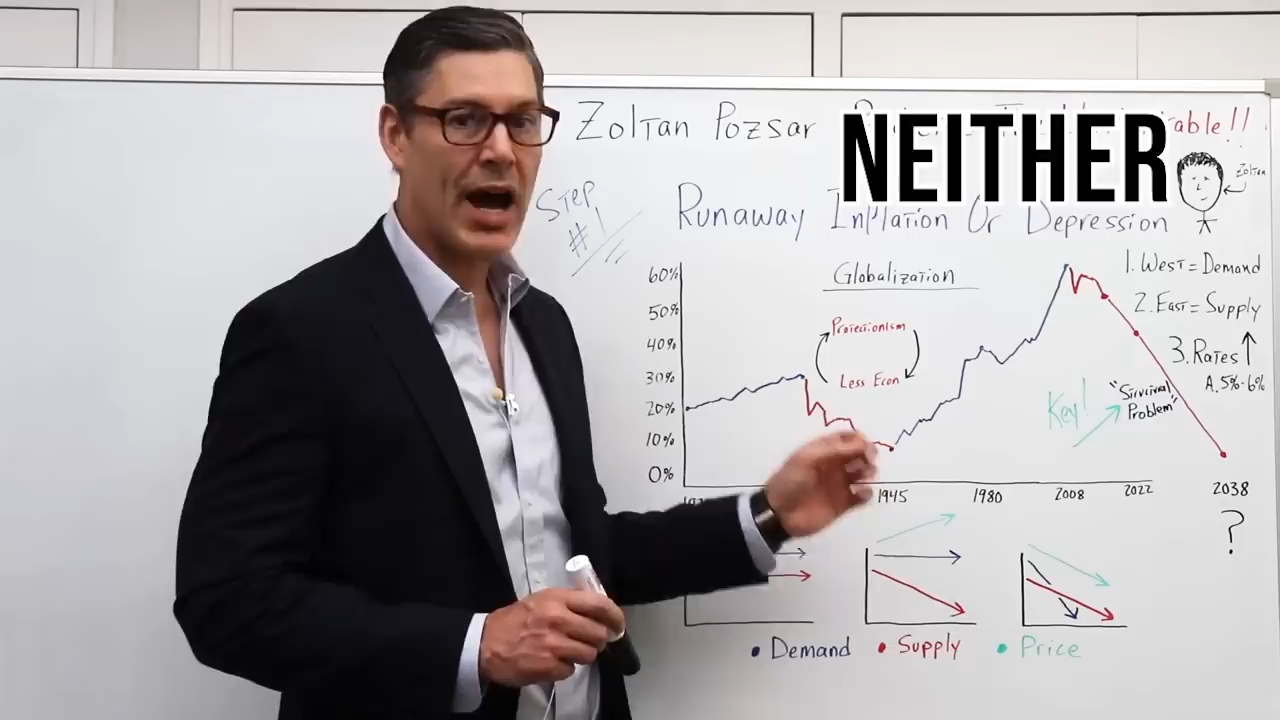 Zoltan Pozsar
rable!!
NEITHER
Zoltan
Step
#1
Runaway Inflation Or Depression
Globalization
1. West = Demand
2. East = Supply
3. Rates
A. 5%-6%
60%
50%
40%
30%
20%
10%
0%
Protectionism
Less Econ
Key!
"Survival
Problem"
1945
1980
2008
2022
2038
?
Demand
Supply
Price